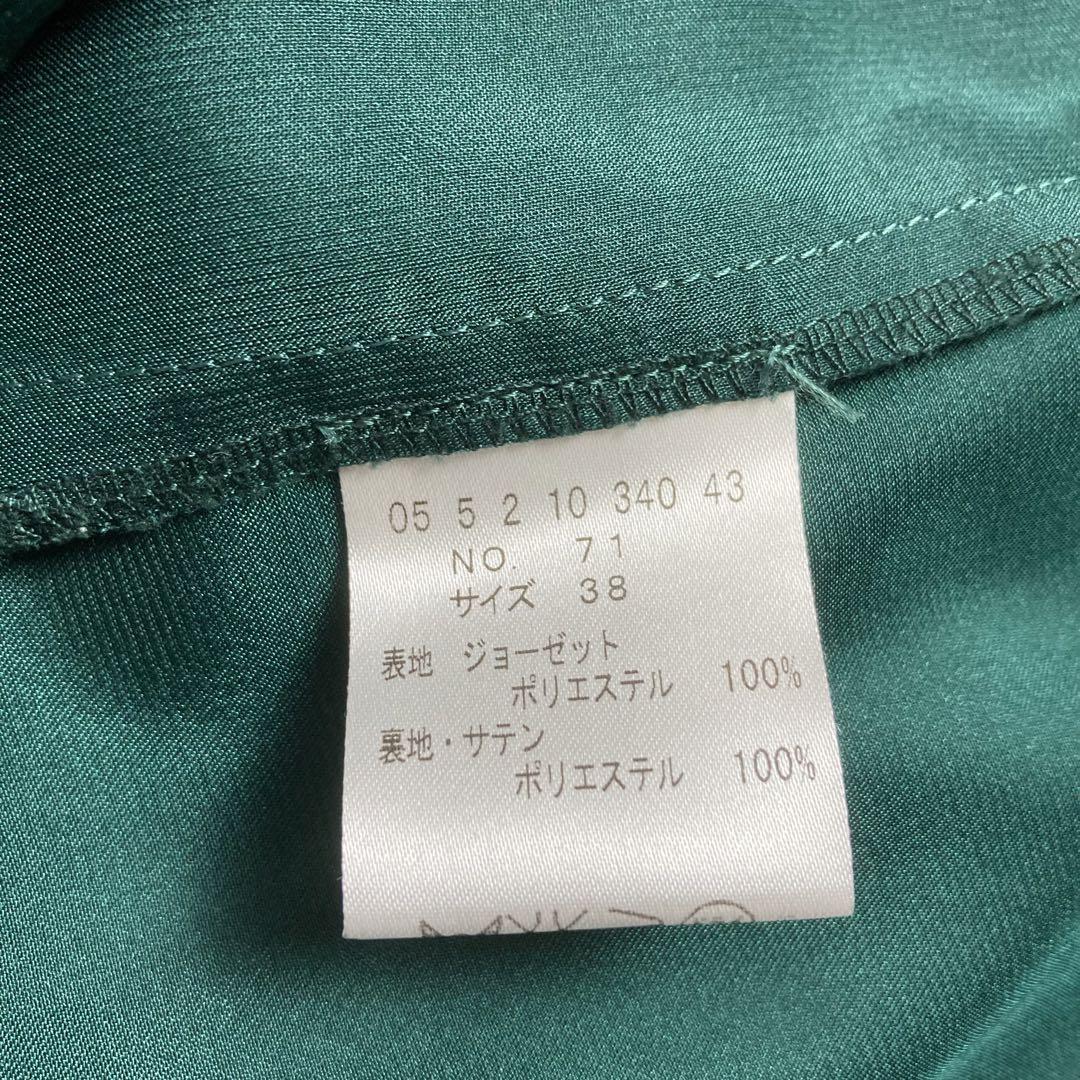 05 5 2 10 340 43
NO. 71
サイズ 38
表地 ジョーゼット
ポリエステル 100%
裏地・サテン
ポリエステル 100%